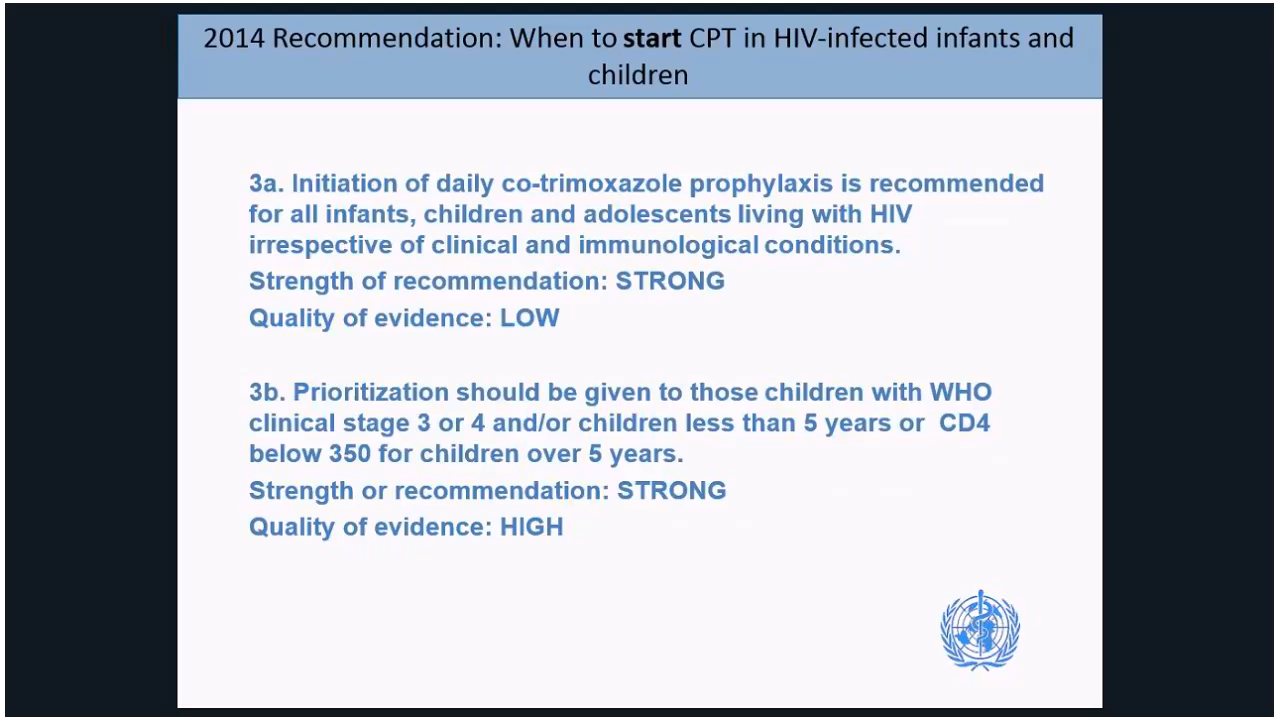 2014 Recommendation: When to start CPT in HIV-infected infants and
children
3a. Initiation of daily co-trimoxazole prophylaxis is recommended
for all infants, children and adolescents living with HIV
irrespective of clinical and immunological conditions.
Strength of recommendation: STRONG
Quality of evidence: LOW
3b. Prioritization should be given to those children with WHO
clinical stage 3 or 4 and/or children less than 5 years or  CD4
below 350 for children over 5 years.
Strength or recommendation: STRONG
Quality of evidence: HIGH